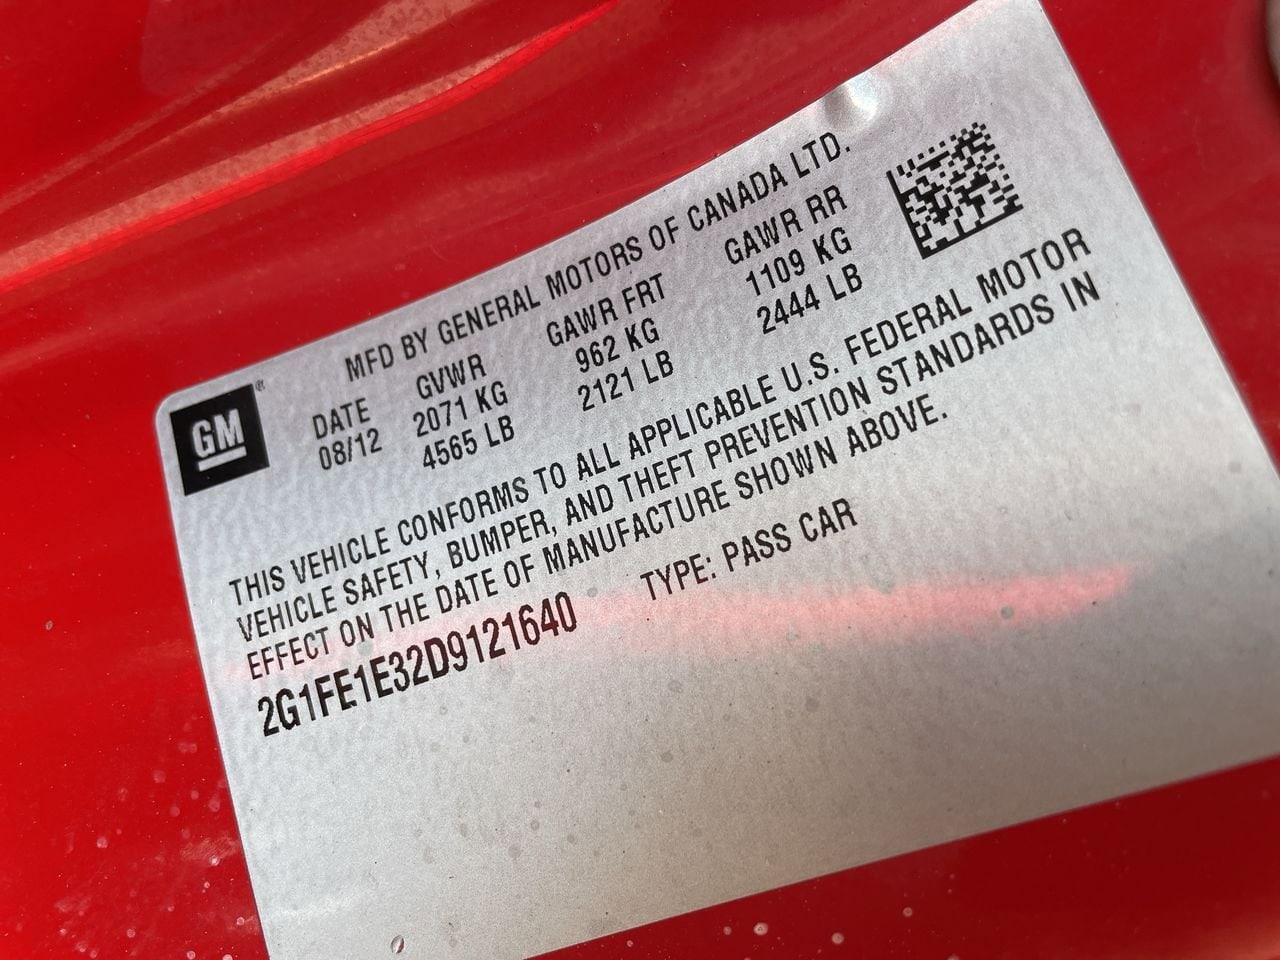 MFD BY GENERAL MOTORS OF CANADA LTD.
GM®
DATE GVWR GAWR FRT GAWR RR
08/12 2071 KG 962 KG 1109 KG
4565 LB 2121 LB 2444 LB
THIS VEHICLE CONFORMS TO ALL APPLICABLE U.S. FEDERAL MOTOR
VEHICLE SAFETY, BUMPER, AND THEFT PREVENTION STANDARDS IN
EFFECT ON THE DATE OF MANUFACTURE SHOWN ABOVE.
2G1FE1E32D9121640 TYPE: PASS CAR